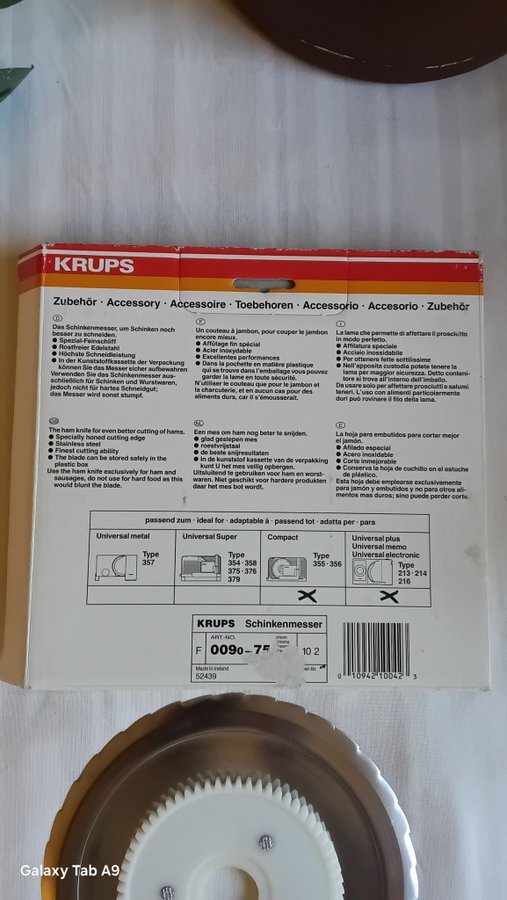 KRUPS
Zubehör · Accessory · Accessoire · Toebehoren · Accessorio · Accesorio · Zubehör
D
Das Schinkenmesser, um Schinken noch
besser zu schneiden.
● Spezial-Feinschliff
● Rostfreier Edelstahl
● Höchste Schneidleistung
● In der Kunststoffkassette der Verpackung
können Sie das Messer sicher aufbewahren
Verwenden Sie das Schinkenmesser aus-
schließlich für Schinken und Wurstwaren,
jedoch nicht für hartes Schneidgut;
das Messer wird sonst stumpf.
F
Un couteau à jambon, pour couper le jambon
encore mieux.
● Affûtage fin spécial
● Acier inoxydable
● Excellentes performances
● Dans la pochette en matière plastique
qui se trouve dans l'emballage vous pouvez
garder la lame en toute sécurité.
N'utiliser le couteau que pour le jambon et
la charcuterie, et en aucun cas pour des
aliments durs, car il s'émousserait.
I
La lama che permette di affettare il prosciutto
in modo perfetto.
● Affilatura speciale
● Acciaio inossidabile
● Per ottenere fette sottilissime
● Nell'apposita custodia potete tenere la
lama per maggior sicurezza. Detto conteni-
tore si trova all'interno dell'imballo.
Da usare solo per affettare prosciutti e salumi
teneri. L'uso con alimenti particolarmente
duri può rovinare il filo della lama.
GB
The ham knife for even better cutting of hams.
● Specially honed cutting edge
● Stainless steel
● Finest cutting ability
● The blade can be stored safely in the
plastic box
Use the ham knife exclusively for ham and
sausages, do not use for hard food as this
would blunt the blade.
NL
Een mes om ham nog beter te snijden.
● glad geslepen mes
● roestvrijstaal
● de beste snijresultaten
● In de kunststof kassette van de verpakking
kunt U het mes veilig opbergen.
Uitsluitend te gebruiken voor ham en worst-
waren. Niet geschikt voor hardere produkten
daar het mes bot wordt.
E
La hoja para embutidos para cortar mejor
el jamón.
● Afilado especial
● Acero inoxidable
● Corte inmejorable
● Conserva la hoja de cuchillo en el estuche
de plástico.
Esta hoja debe emplearse exclusivamente
para jamón y embutidos y no para otros ali-
mentos mas duros; sino puede perder corte.
passend zum · ideal for · adaptable à · passend tot · adatta per · para
Universal metal
Type
357
Universal Super
Type
354 · 358
375 · 376
379
Compact
Type
355 · 356
Universal plus
Universal memo
Universal electronic
Type
213 · 214
216
X
X
KRUPS Schinkenmesser
ART-NO.
F 0090-75
10 2
Made in Ireland
52439
0 10942 10042 3
Galaxy Tab A9